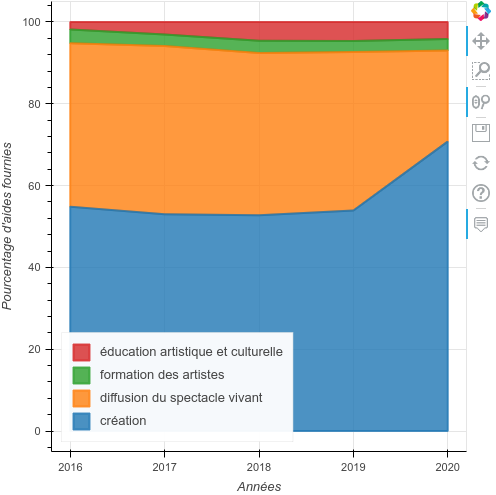 100
80
60
40
20
0
Pourcentage d'aides fournies
éducation artistique et culturelle
formation des artistes
diffusion du spectacle vivant
création
2016 2017 2018 2019 2020
Années